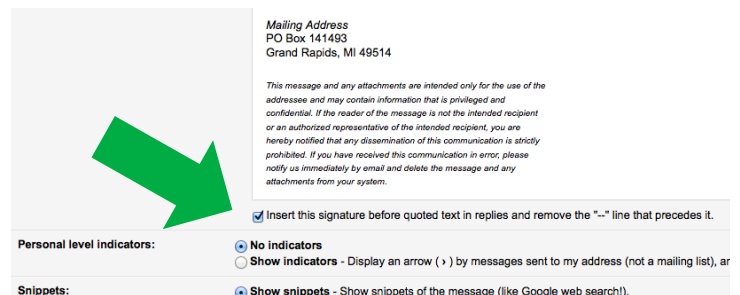 Mailing Address
PO Box 141493
Grand Rapids, MI 49514
This message and any attachments are intended only for the use of the
addressee and may contain information that is privileged and
confidential. If the reader of the message is not the intended recipient
or an authorized representative of the intended recipient, you are
hereby notified that any dissemination of this communication is strictly
prohibited. If you have received this communication in error, please
notify us immediately by email and delete the message and any
attachments from your system.
Insert this signature before quoted text in replies and remove the "--" line that precedes it.
Personal level indicators:
No indicators
Show indicators - Display an arrow ( › ) by messages sent to my address (not a mailing list),
Snippets:
Show snippets - Show snippets of the message (like Google web search!).